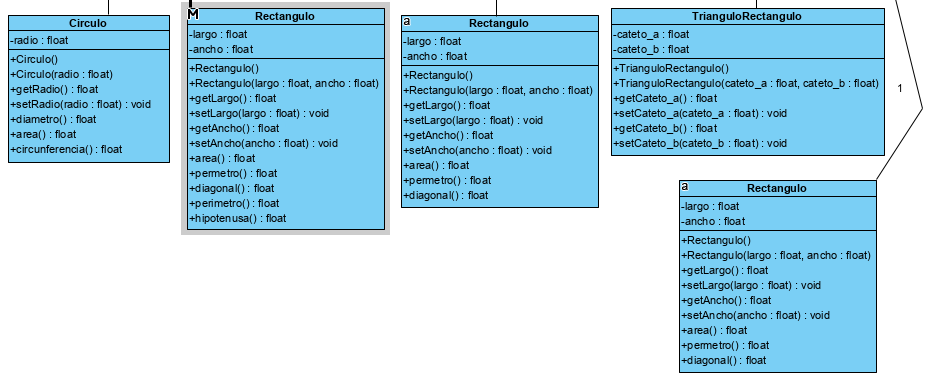 Circulo
-radio : float
+Circulo()
+Circulo(radio : float)
+getRadio() : float
+setRadio(radio : float) : void
+diametro() : float
+area() : float
+circunferencia() : float
M
Rectangulo
-largo : float
-ancho : float
+Rectangulo()
+Rectangulo(largo : float, ancho : float)
+getLargo() : float
+setLargo(largo : float) : void
+getAncho() : float
+setAncho(ancho : float) : void
+area() : float
+permetro() : float
+diagonal() : float
+perimetro() : float
+hipotenusa() : float
a
Rectangulo
-largo : float
-ancho : float
+Rectangulo()
+Rectangulo(largo : float, ancho : float)
+getLargo() : float
+setLargo(largo : float) : void
+getAncho() : float
+setAncho(ancho : float) : void
+area() : float
+permetro() : float
+diagonal() : float
TrianguloRectangulo
-cateto_a : float
-cateto_b : float
+TrianguloRectangulo()
+TrianguloRectangulo(cateto_a : float, cateto_b : float)
+getCateto_a() : float
+setCateto_a(cateto_a : float) : void
+getCateto_b() : float
+setCateto_b(cateto_b : float) : void
1
a
Rectangulo
-largo : float
-ancho : float
+Rectangulo()
+Rectangulo(largo : float, ancho : float)
+getLargo() : float
+setLargo(largo : float) : void
+getAncho() : float
+setAncho(ancho : float) : void
+area() : float
+permetro() : float
+diagonal() : float